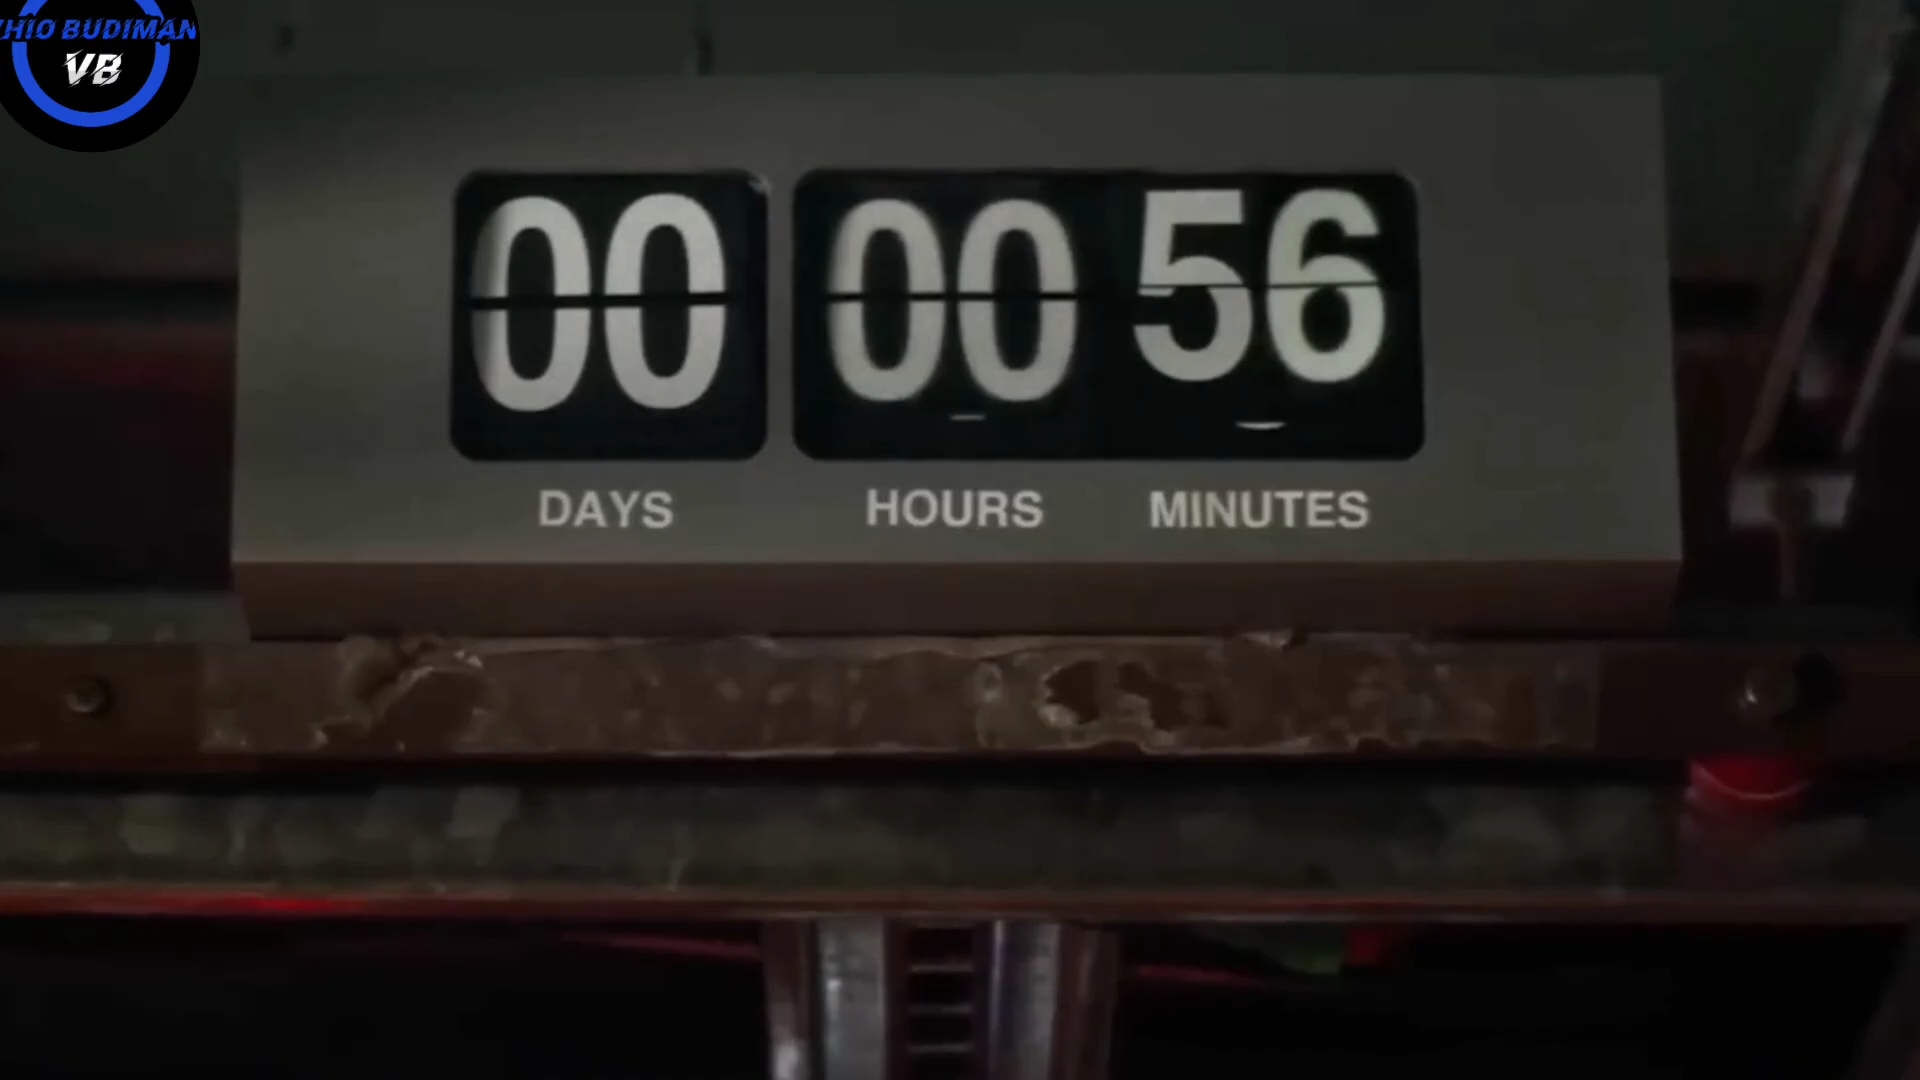 HIO BUDIMAN
VB
00 00 56
DAYS HOURS MINUTES